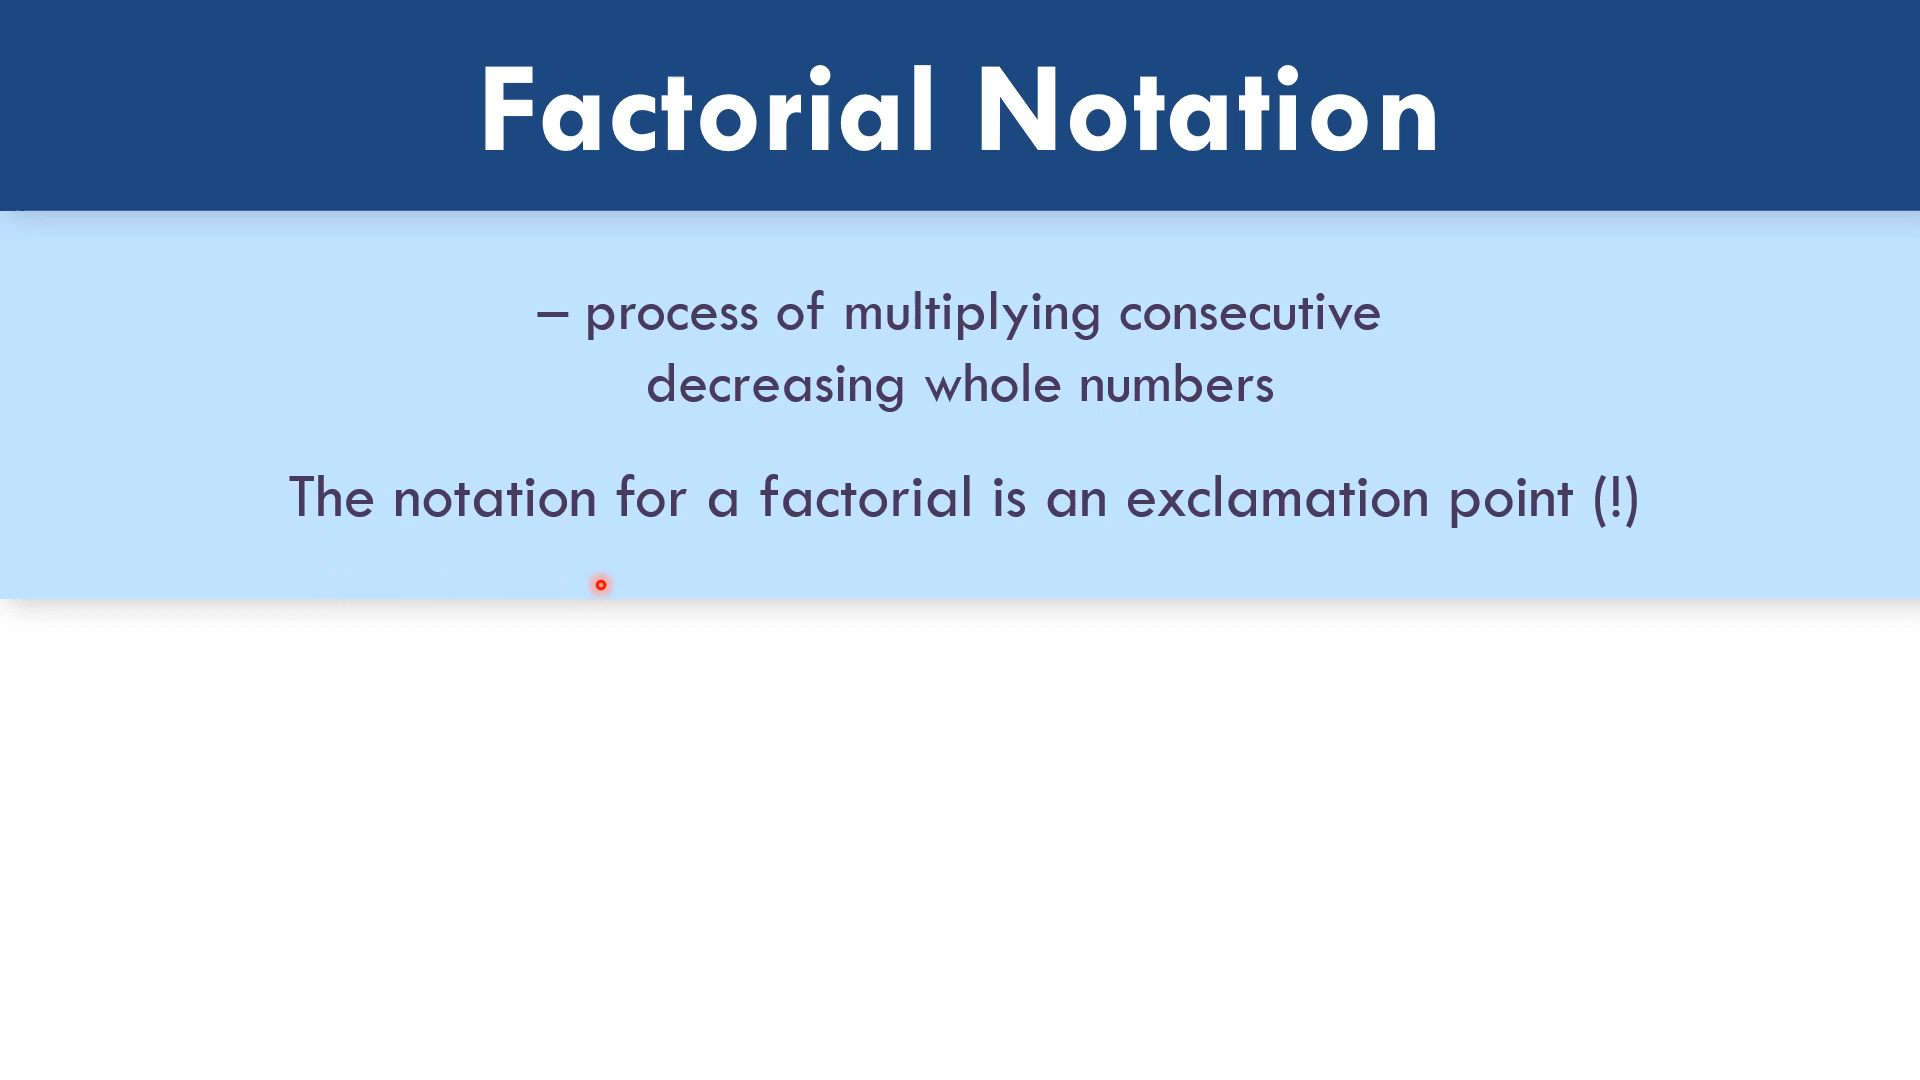 Factorial Notation
– process of multiplying consecutive
decreasing whole numbers
The notation for a factorial is an exclamation point (!)